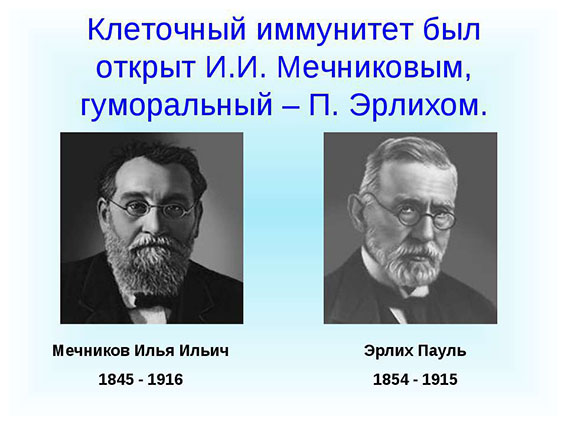 Клеточный иммунитет был
открыт И.И. Мечниковым,
гуморальный – П. Эрлихом.
Мечников Илья Ильич
Эрлих Пауль
1845 - 1916
1854 - 1915